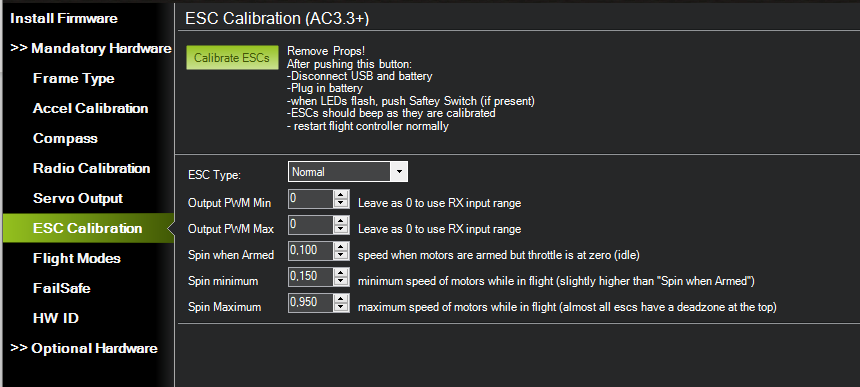 Install Firmware
>> Mandatory Hardware
Frame Type
Accel Calibration
Compass
Radio Calibration
Servo Output
ESC Calibration
Flight Modes
FailSafe
HW ID
>> Optional Hardware
ESC Calibration (AC3.3+)
Calibrate ESCs
Remove Props!
After pushing this button:
-Disconnect USB and battery
-Plug in battery
-when LEDs flash, push Saftey Switch (if present)
-ESCs should beep as they are calibrated
- restart flight controller normally
ESC Type: Normal
Output PWM Min 0 Leave as 0 to use RX input range
Output PWM Max 0 Leave as 0 to use RX input range
Spin when Armed 0,100 speed when motors are armed but throttle is at zero (idle)
Spin minimum 0,150 minimum speed of motors while in flight (slightly higher than "Spin when Armed")
Spin Maximum 0,950 maximum speed of motors while in flight (almost all escs have a deadzone at the top)